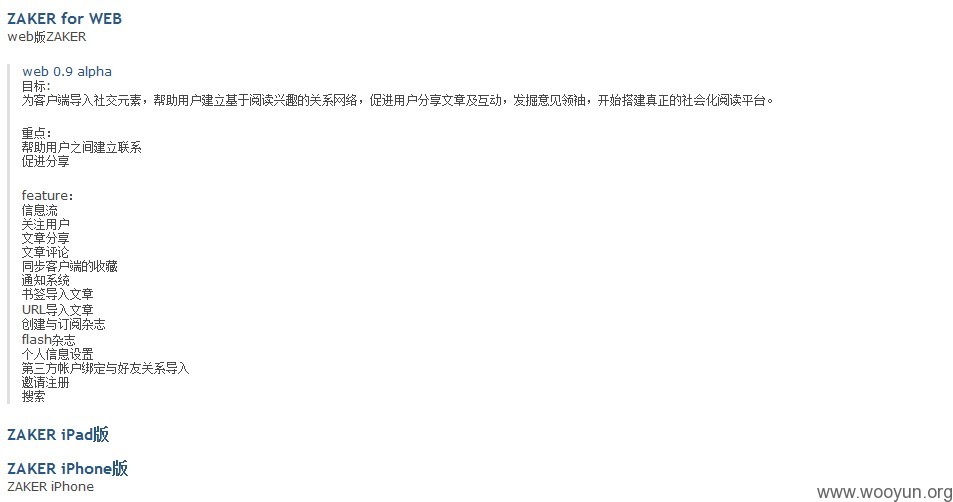 ZAKER for WEB
web版ZAKER
web 0.9 alpha
目标：
为客户端导入社交元素，帮助用户建立基于阅读兴趣的关系网络，促进用户分享文章及互动，发掘意见领袖，开始搭建真正的社会化阅读平台。
重点：
帮助用户之间建立联系
促进分享
feature：
信息流
关注用户
文章分享
文章评论
同步客户端的收藏
通知系统
书签导入文章
URL导入文章
创建与订阅杂志
flash杂志
个人信息设置
第三方帐户绑定与好友关系导入
邀请注册
搜索
ZAKER iPad版
ZAKER iPhone版
ZAKER iPhone
www.wooyun.org